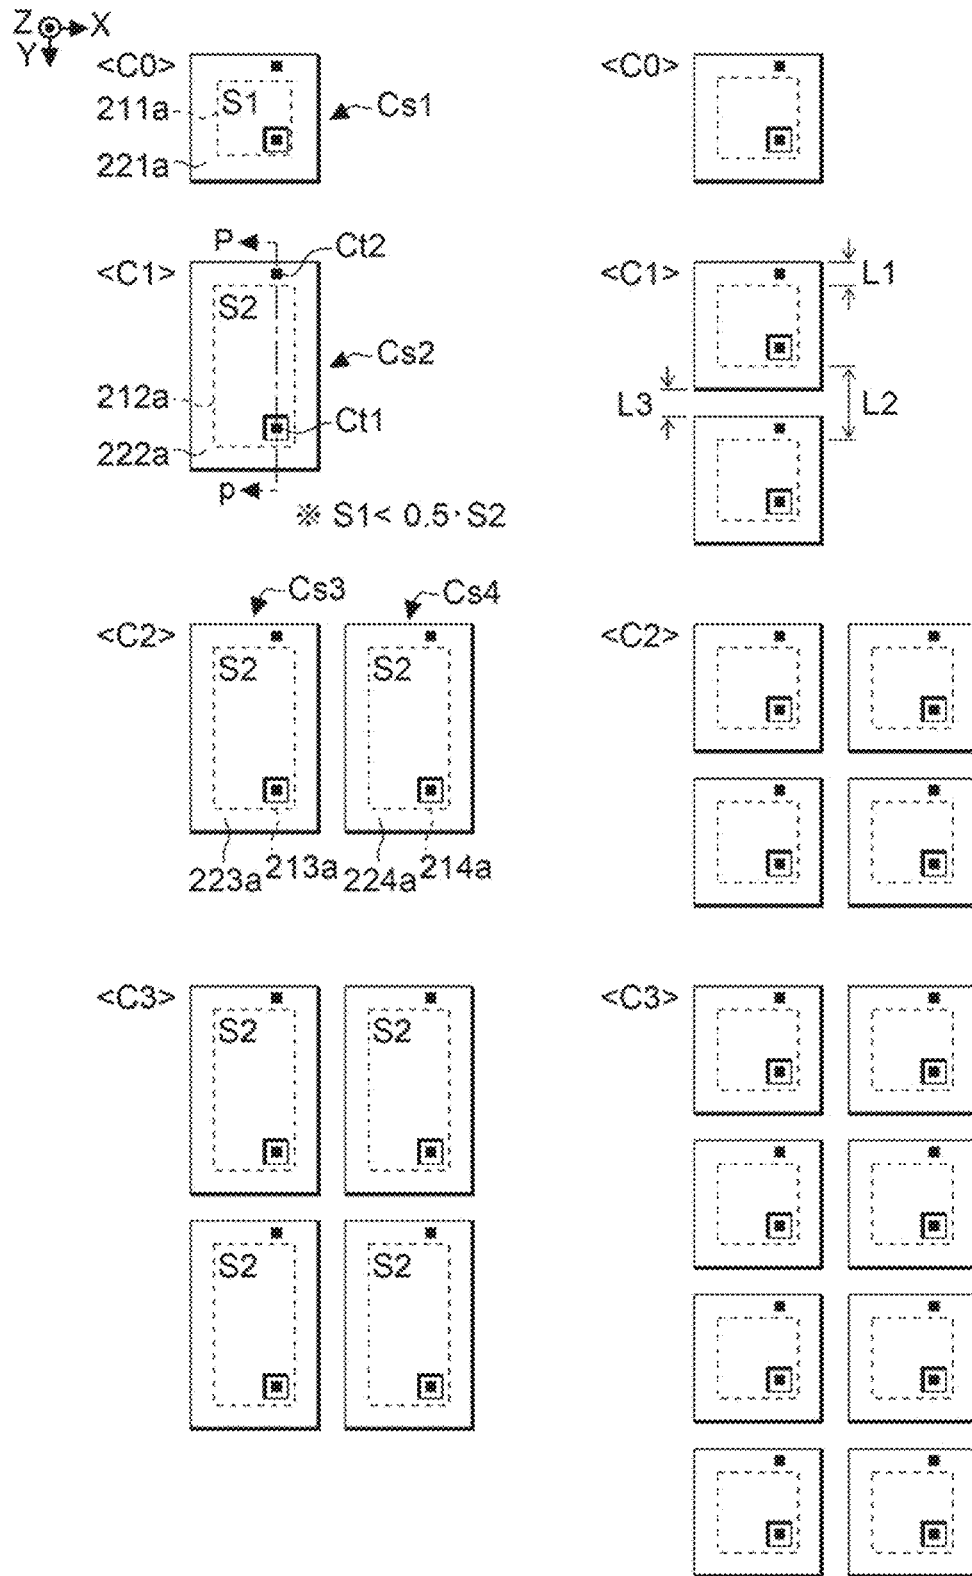 Z X
Y
<C0> <C0>
211a S1 Cs1
221a
P Ct2
<C1> <C1> L1
S2
Cs2
212a L3 L2
Ct1
222a
p
※ S1< 0.5· S2
Cs3 Cs4
<C2> <C2>
S2 S2
223a 213a 224a 214a
<C3> <C3>
S2 S2
S2 S2